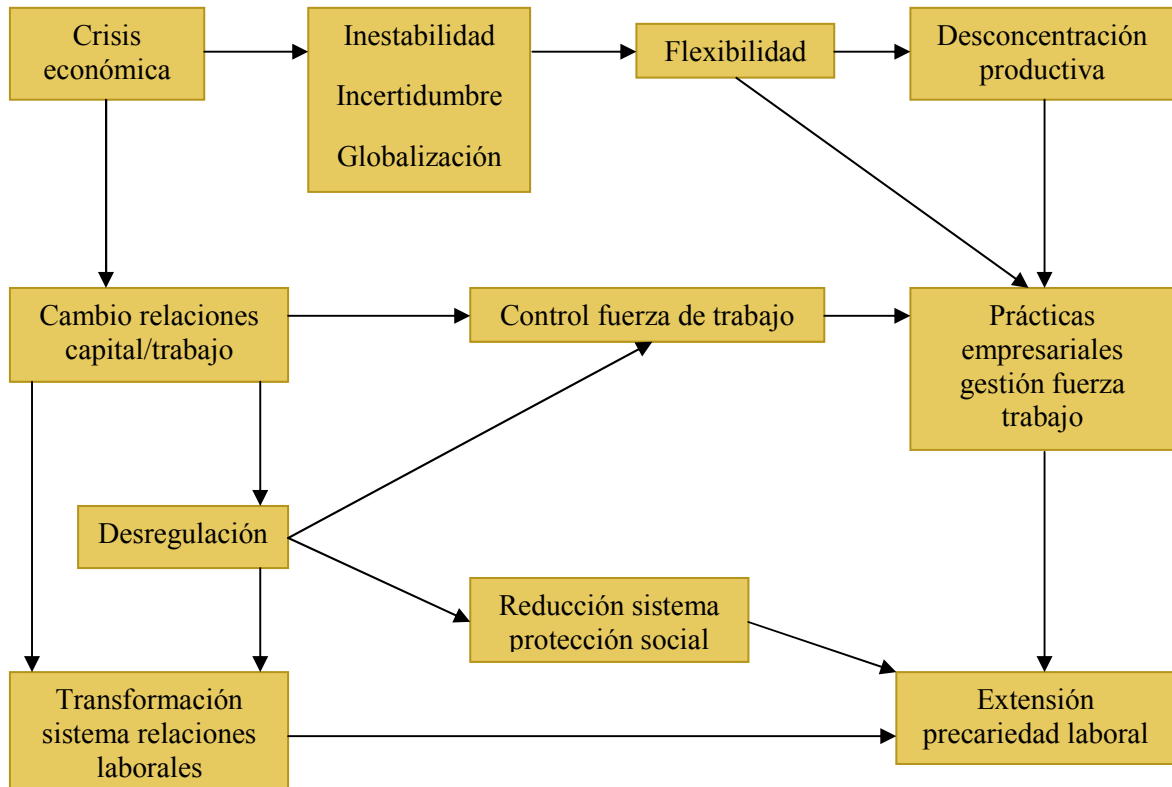 Crisis
económica
Inestabilidad
Incertidumbre
Globalización
Flexibilidad
Desconcentración
productiva
Cambio relaciones
capital/trabajo
Control fuerza de trabajo
Prácticas
empresariales
gestión fuerza
trabajo
Desregulación
Reducción sistema
protección social
Transformación
sistema relaciones
laborales
Extensión
precariedad laboral